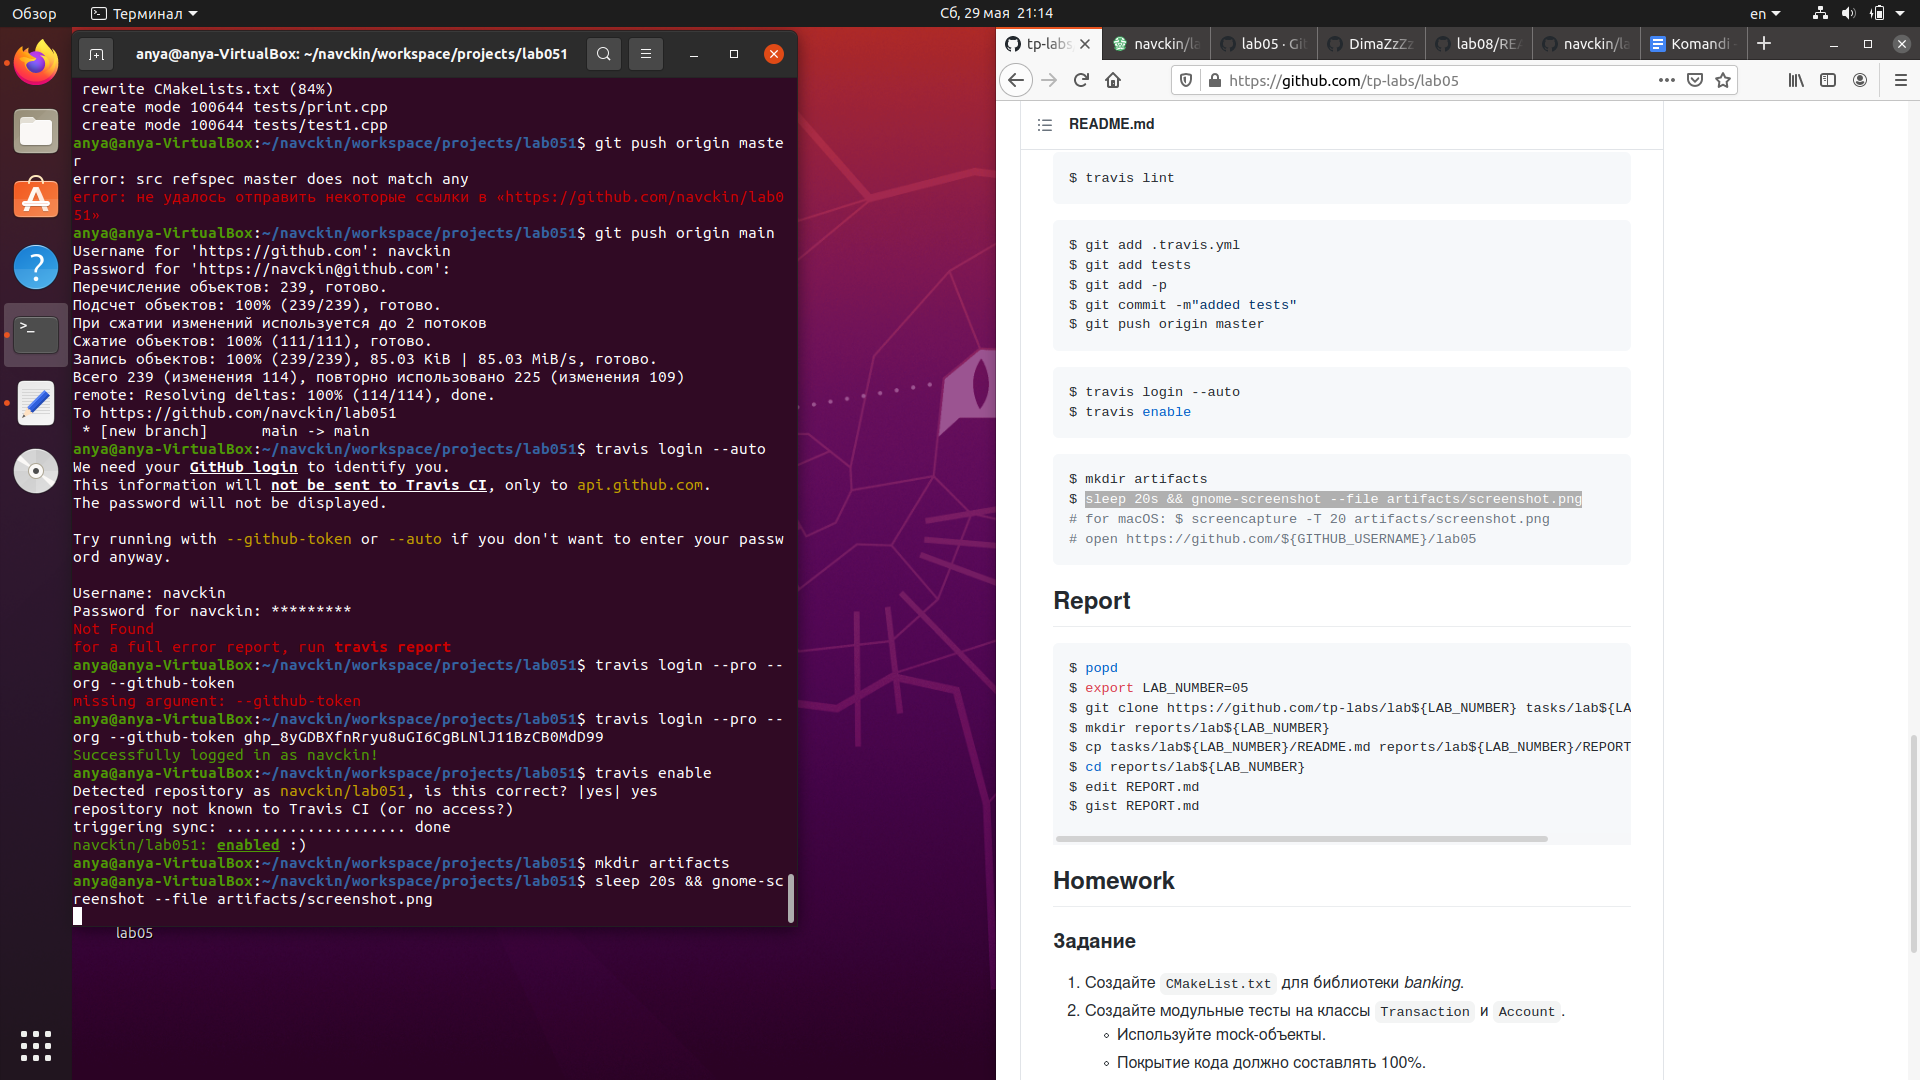 Обзор
Терминал
Сб, 29 мая 21:14
en
anya@anya-VirtualBox: ~/navckin/workspace/projects/lab051
rewrite CMakeLists.txt (84%)
create mode 100644 tests/print.cpp
create mode 100644 tests/test1.cpp
anya@anya-VirtualBox:~/navckin/workspace/projects/lab051$ git push origin maste
r
error: src refspec master does not match any
error: не удалось отправить некоторые ссылки в «https://github.com/navckin/lab0
51»
anya@anya-VirtualBox:~/navckin/workspace/projects/lab051$ git push origin main
Username for 'https://github.com': navckin
Password for 'https://navckin@github.com':
Перечисление объектов: 239, готово.
Подсчет объектов: 100% (239/239), готово.
При сжатии изменений используется до 2 потоков
Сжатие объектов: 100% (111/111), готово.
Запись объектов: 100% (239/239), 85.03 KiB | 85.03 MiB/s, готово.
Всего 239 (изменения 114), повторно использовано 225 (изменения 109)
remote: Resolving deltas: 100% (114/114), done.
To https://github.com/navckin/lab051
* [new branch]      main -> main
anya@anya-VirtualBox:~/navckin/workspace/projects/lab051$ travis login --auto
We need your GitHub login to identify you.
This information will not be sent to Travis CI, only to api.github.com.
The password will not be displayed.
Try running with --github-token or --auto if you don't want to enter your passw
ord anyway.
Username: navckin
Password for navckin: *********
Not Found
for a full error report, run travis report
anya@anya-VirtualBox:~/navckin/workspace/projects/lab051$ travis login --pro --
org --github-token
missing argument: --github-token
anya@anya-VirtualBox:~/navckin/workspace/projects/lab051$ travis login --pro --
org --github-token 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
Successfully logged in as navckin!
anya@anya-VirtualBox:~/navckin/workspace/projects/lab051$ travis enable
Detected repository as navckin/lab051, is this correct? |yes| yes
repository not known to Travis CI (or no access?)
triggering sync: .................... done
navckin/lab051: enabled :)
anya@anya-VirtualBox:~/navckin/workspace/projects/lab051$ mkdir artifacts
anya@anya-VirtualBox:~/navckin/workspace/projects/lab051$ sleep 20s && gnome-sc
reenshot --file artifacts/screenshot.png
lab05
tp-labs
navckin/la
lab05 · Gi
DimaZzZz
lab08/REA
navckin/la
Komandi
https://github.com/tp-labs/lab05
README.md
$ travis lint
$ git add .travis.yml
$ git add tests
$ git add -p
$ git commit -m"added tests"
$ git push origin master
$ travis login --auto
$ travis enable
$ mkdir artifacts
$ sleep 20s && gnome-screenshot --file artifacts/screenshot.png
# for macOS: $ screencapture -T 20 artifacts/screenshot.png
# open https://github.com/${GITHUB_USERNAME}/lab05
Report
$ popd
$ export LAB_NUMBER=05
$ git clone https://github.com/tp-labs/lab${LAB_NUMBER} tasks/lab${LA
$ mkdir reports/lab${LAB_NUMBER}
$ cp tasks/lab${LAB_NUMBER}/README.md reports/lab${LAB_NUMBER}/REPORT
$ cd reports/lab${LAB_NUMBER}
$ edit REPORT.md
$ gist REPORT.md
Homework
Задание
1. Создайте CMakeList.txt для библиотеки banking.
2. Создайте модульные тесты на классы Transaction и Account.
Используйте mock-объекты.
Покрытие кода должно составлять 100%.